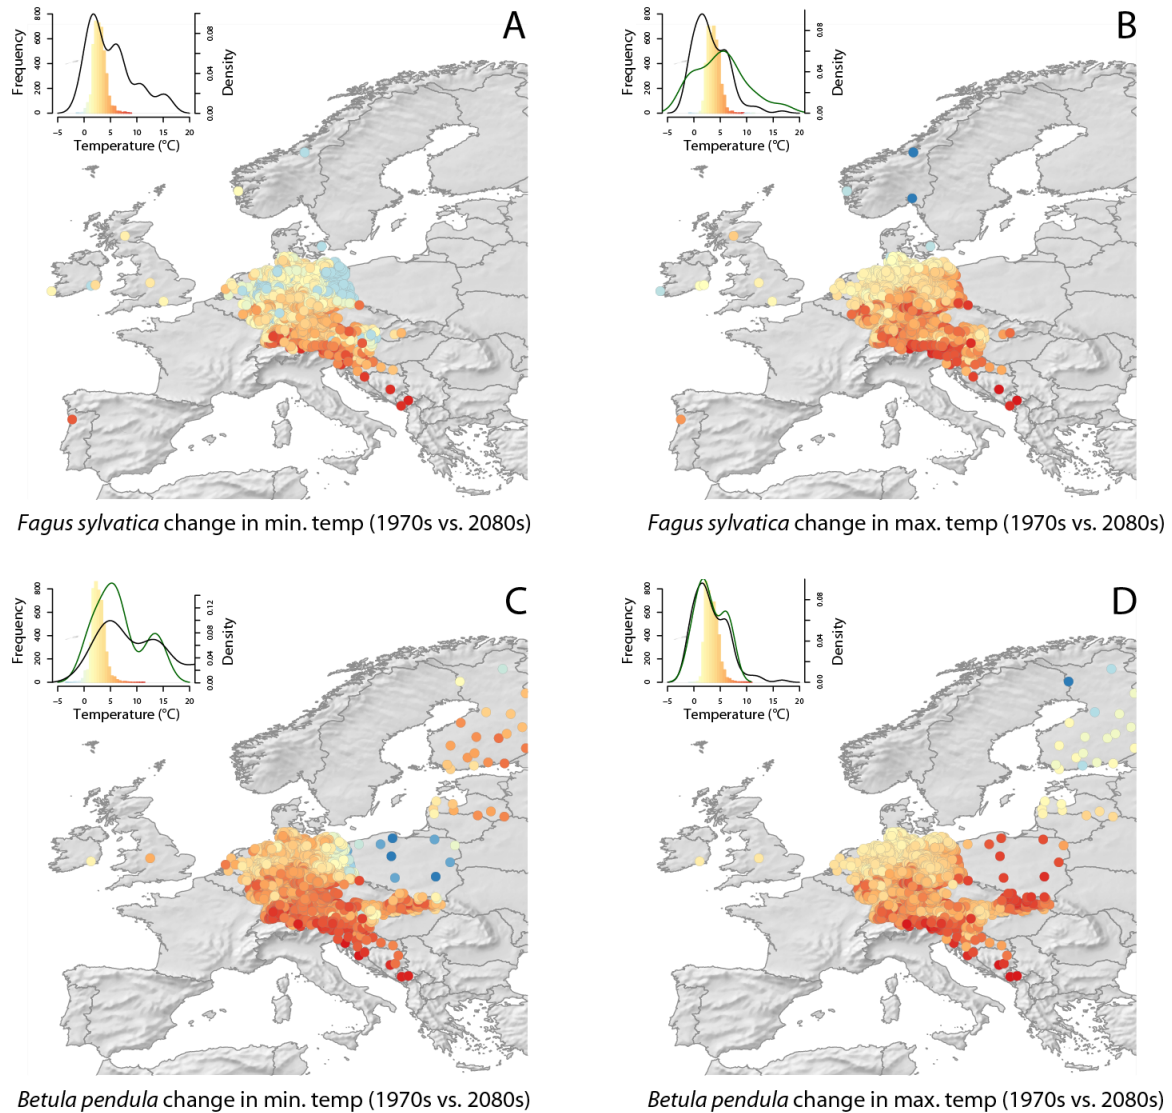 A
Frequency
800
600
400
200
0
0.08
0.04
0.00
Density
−5 0 5 10 15 20
Temperature (°C)
Fagus sylvatica change in min. temp (1970s vs. 2080s)
B
Frequency
800
600
400
200
0
0.08
0.04
0.00
Density
−5 0 5 10 15 20
Temperature (°C)
Fagus sylvatica change in max. temp (1970s vs. 2080s)
C
Frequency
800
600
400
200
0
0.12
0.08
0.04
0.00
Density
−5 0 5 10 15 20
Temperature (°C)
Betula pendula change in min. temp (1970s vs. 2080s)
D
Frequency
800
600
400
200
0
0.08
0.04
0.00
Density
−5 0 5 10 15 20
Temperature (°C)
Betula pendula change in max. temp (1970s vs. 2080s)